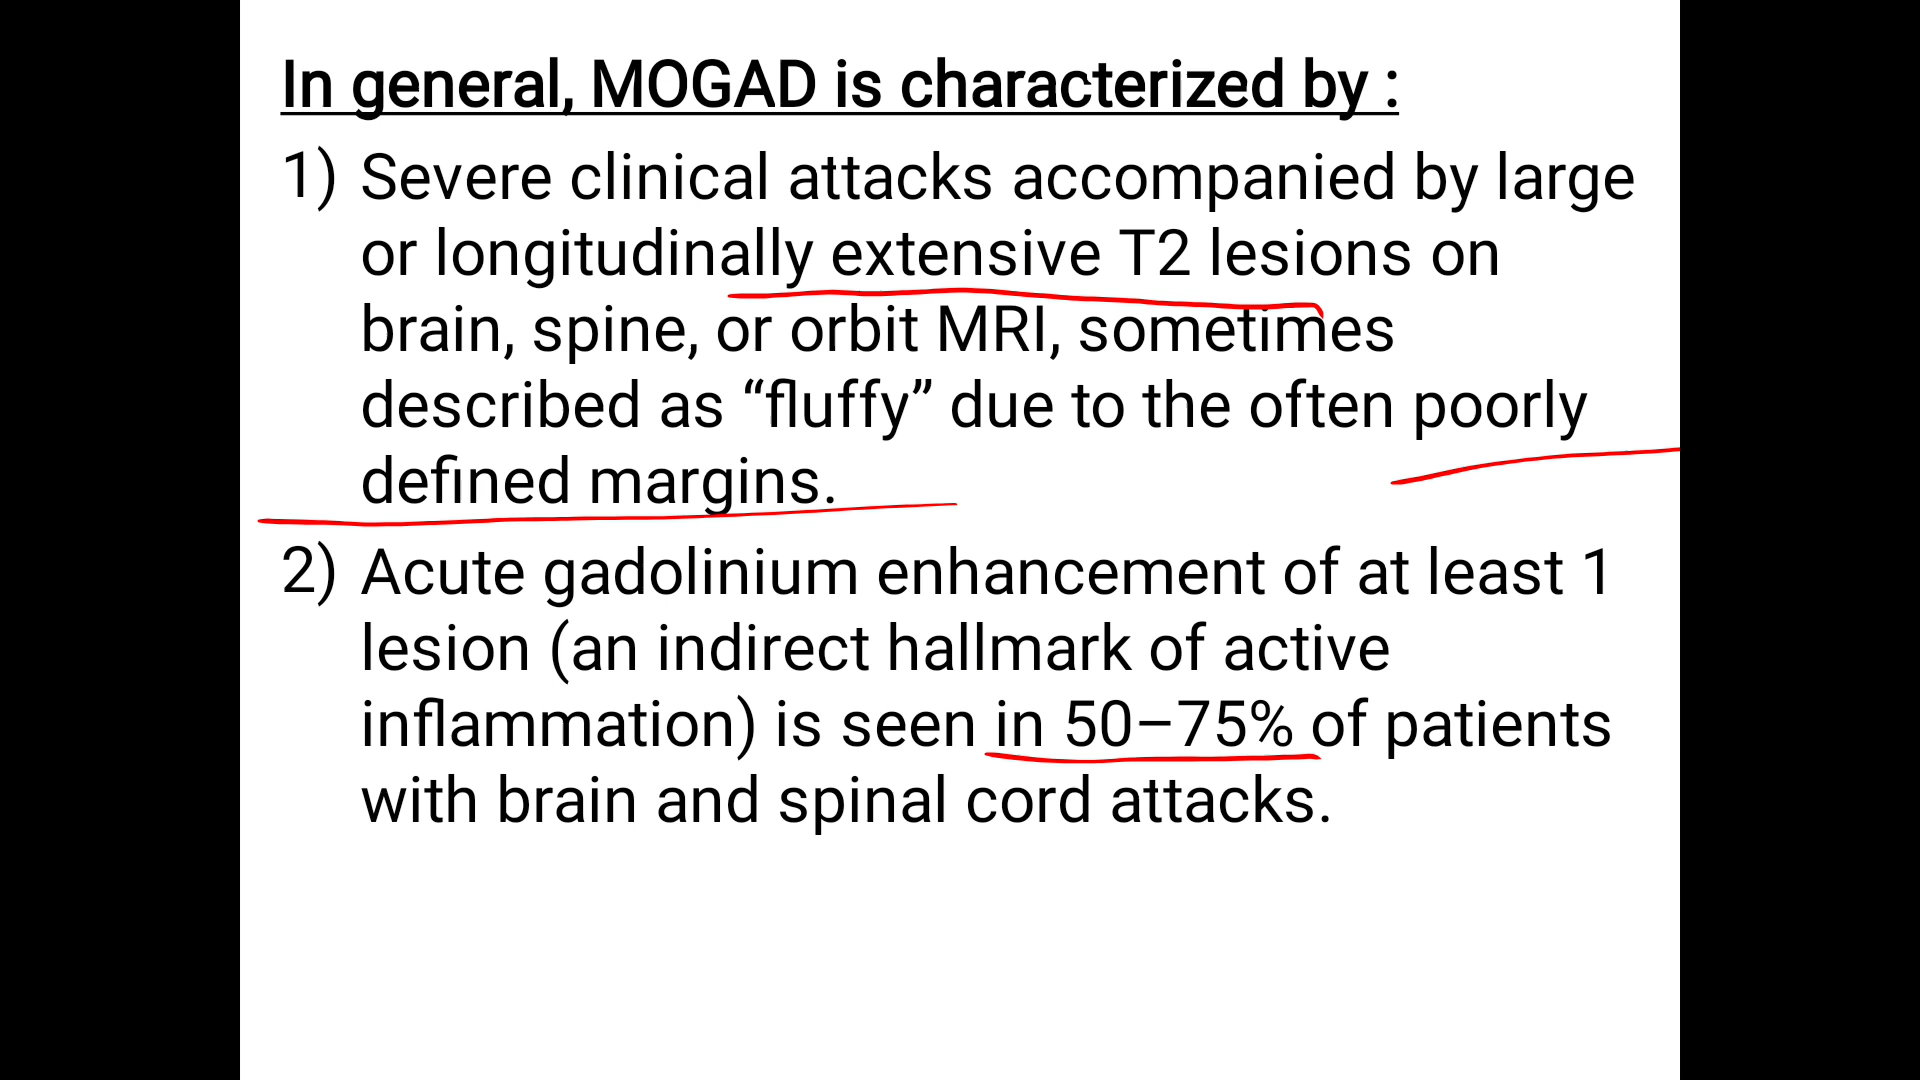 In general, MOGAD is characterized by :
1) Severe clinical attacks accompanied by large
or longitudinally extensive T2 lesions on
brain, spine, or orbit MRI, sometimes
described as “fluffy” due to the often poorly
defined margins.
2) Acute gadolinium enhancement of at least 1
lesion (an indirect hallmark of active
inflammation) is seen in 50–75% of patients
with brain and spinal cord attacks.